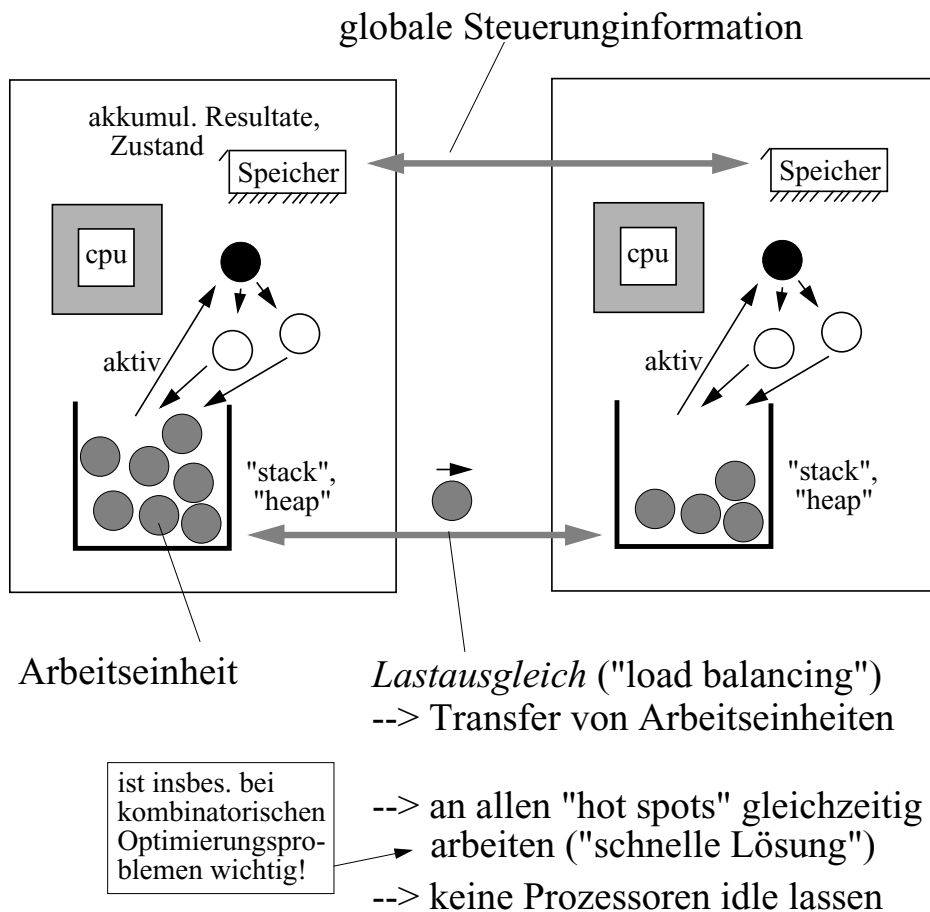 globale Steuerunginformation
akkumul. Resultate,
Zustand
Speicher
Speicher
cpu
cpu
aktiv
aktiv
"stack",
"heap"
"stack",
"heap"
Arbeitseinheit
Lastausgleich ("load balancing")
--> Transfer von Arbeitseinheiten
ist insbes. bei
kombinatorischen
Optimierungspro-
blemen wichtig!
--> an allen "hot spots" gleichzeitig
arbeiten ("schnelle Lösung")
--> keine Prozessoren idle lassen